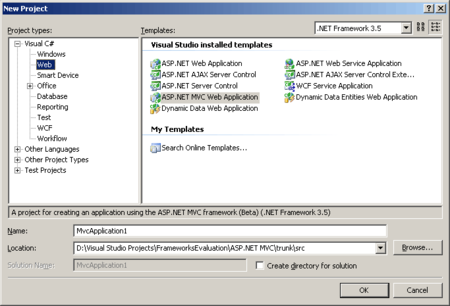 New Project
Project types:
Templates:
.NET Framework 3.5
Visual C#
Windows
Web
Smart Device
Office
Database
Reporting
Test
WCF
Workflow
Other Languages
Other Project Types
Test Projects
Visual Studio installed templates
ASP.NET Web Application
ASP.NET Web Service Application
ASP.NET AJAX Server Control
ASP.NET AJAX Server Control Exte...
ASP.NET Server Control
WCF Service Application
ASP.NET MVC Web Application
Dynamic Data Entities Web Application
Dynamic Data Web Application
My Templates
Search Online Templates...
A project for creating an application using the ASP.NET MVC framework (Beta) (.NET Framework 3.5)
Name:
MvcApplication1
Location:
D:\Visual Studio Projects\FrameworksEvaluation\ASP.NET MVC\trunk\src
Browse...
Solution Name:
MvcApplication1
Create directory for solution
OK
Cancel